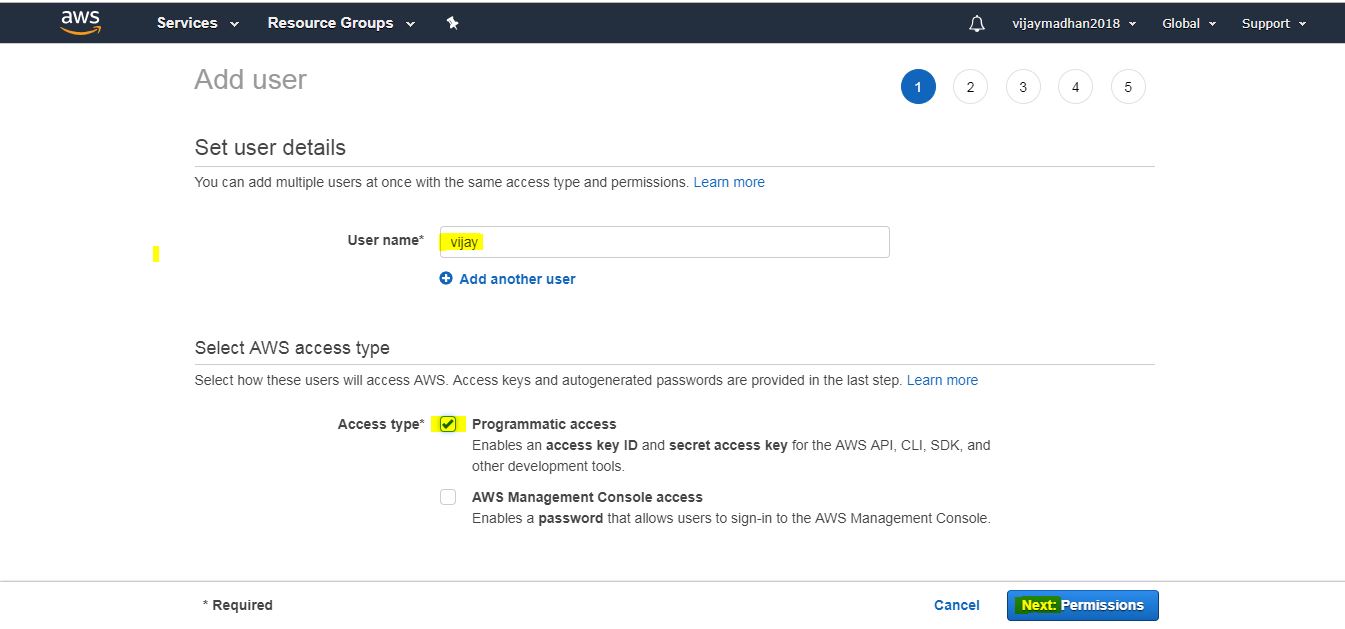 aws Services Resource Groups vijaymadhan2018 Global Support
Add user
1 2 3 4 5
Set user details
You can add multiple users at once with the same access type and permissions. Learn more
User name* vijay
Add another user
Select AWS access type
Select how these users will access AWS. Access keys and autogenerated passwords are provided in the last step. Learn more
Access type* Programmatic access
Enables an access key ID and secret access key for the AWS API, CLI, SDK, and
other development tools.
AWS Management Console access
Enables a password that allows users to sign-in to the AWS Management Console.
* Required Cancel Next: Permissions